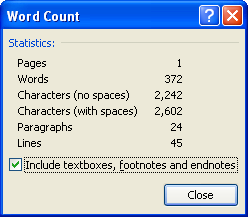 Word Count
Statistics:
Pages 1
Words 372
Characters (no spaces) 2,242
Characters (with spaces) 2,602
Paragraphs 24
Lines 45
Include textboxes, footnotes and endnotes
Close